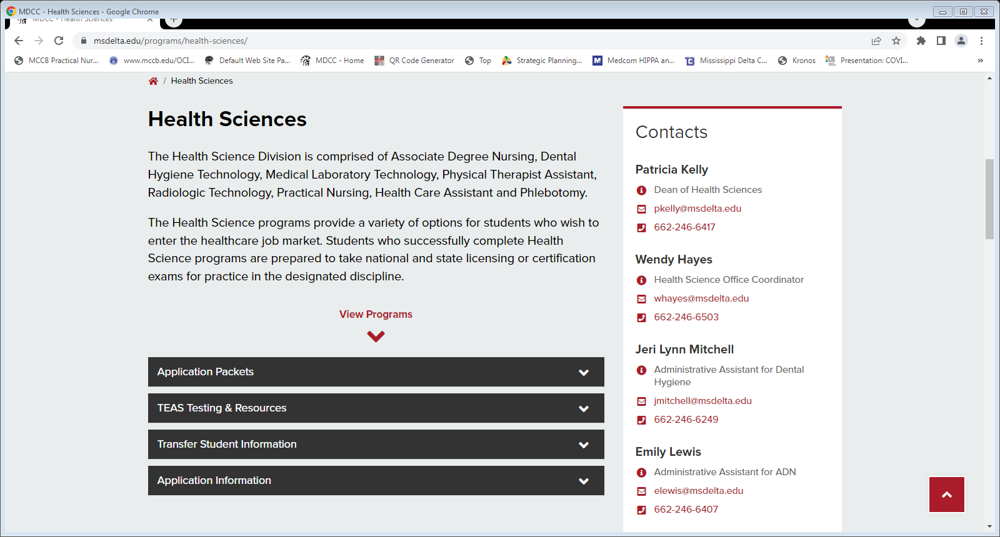 MDCC - Health Sciences - Google Chrome
MDCC - Health Sciences
msdelta.edu/programs/health-sciences/
MCCB Practical Nur...
www.mccb.edu/OCI...
Default Web Site Pa...
MDCC - Home
QR Code Generator
Top
Strategic Planning...
Medcom HIPPA an...
Mississippi Delta C...
Kronos
Presentation: COVI...
/ Health Sciences
Health Sciences
The Health Science Division is comprised of Associate Degree Nursing, Dental
Hygiene Technology, Medical Laboratory Technology, Physical Therapist Assistant,
Radiologic Technology, Practical Nursing, Health Care Assistant and Phlebotomy.
The Health Science programs provide a variety of options for students who wish to
enter the healthcare job market. Students who successfully complete Health
Science programs are prepared to take national and state licensing or certification
exams for practice in the designated discipline.
View Programs
Application Packets
TEAS Testing & Resources
Transfer Student Information
Application Information
Contacts
Patricia Kelly
Dean of Health Sciences
pkelly@msdelta.edu
662-246-6417
Wendy Hayes
Health Science Office Coordinator
whayes@msdelta.edu
662-246-6503
Jeri Lynn Mitchell
Administrative Assistant for Dental
Hygiene
jmitchell@msdelta.edu
662-246-6249
Emily Lewis
Administrative Assistant for ADN
elewis@msdelta.edu
662-246-6407